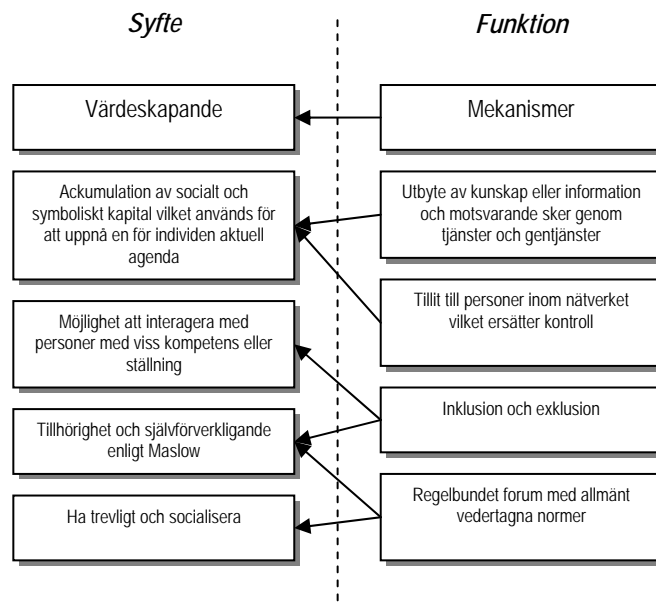 Syfte
Funktion
Värdeskapande
Mekanismer
Ackumulation av socialt och
symboliskt kapital vilket används för
att uppnå en för individen aktuell
agenda
Utbyte av kunskap eller information
och motsvarande sker genom
tjänster och gentjänster
Tillit till personer inom nätverket
vilket ersätter kontroll
Möjlighet att interagera med
personer med viss kompetens eller
ställning
Inklusion och exklusion
Tillhörighet och självförverkligande
enligt Maslow
Regelbundet forum med allmänt
vedertagna normer
Ha trevligt och socialisera